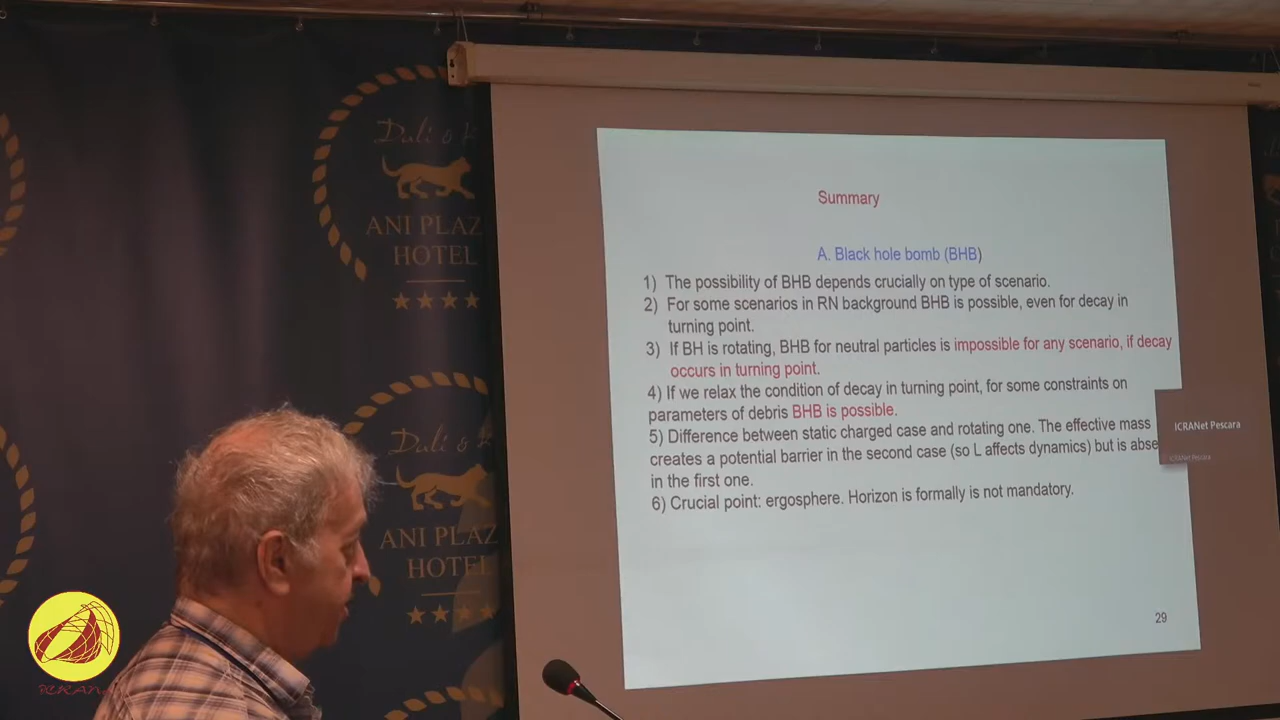 Summary
A. Black hole bomb (BHB)
1) The possibility of BHB depends crucially on type of scenario.
2) For some scenarios in RN background BHB is possible, even for decay in
turning point.
3) If BH is rotating, BHB for neutral particles is impossible for any scenario, if decay
occurs in turning point.
4) If we relax the condition of decay in turning point, for some constraints on
parameters of debris BHB is possible.
5) Difference between static charged case and rotating one. The effective mass
creates a potential barrier in the second case (so L affects dynamics) but is abse
in the first one.
6) Crucial point: ergosphere. Horizon is formally is not mandatory.
29
ICRANet Pescara
ICRANet Pescara
ANI PLAZ
HOTEL
ANI PLAZ
HOTEL